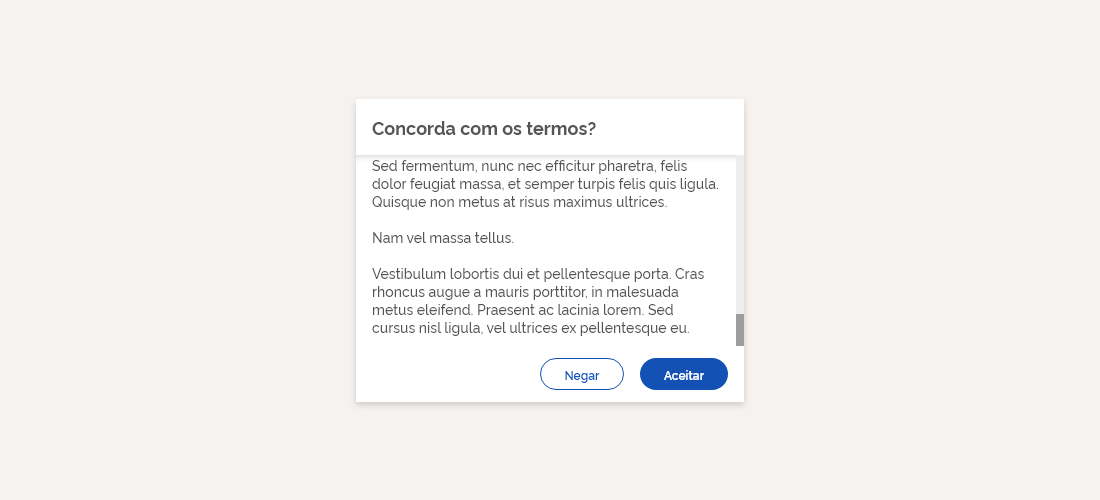 Concorda com os termos?
Sed fermentum, nunc nec efficitur pharetra, felis
dolor feugiat massa, et semper turpis felis quis ligula.
Quisque non metus at risus maximus ultrices.
Nam vel massa tellus.
Vestibulum lobortis dui et pellentesque porta. Cras
rhoncus augue a mauris porttitor, in malesuada
metus eleifend. Praesent ac lacinia lorem. Sed
cursus nisl ligula, vel ultrices ex pellentesque eu.
Negar
Aceitar